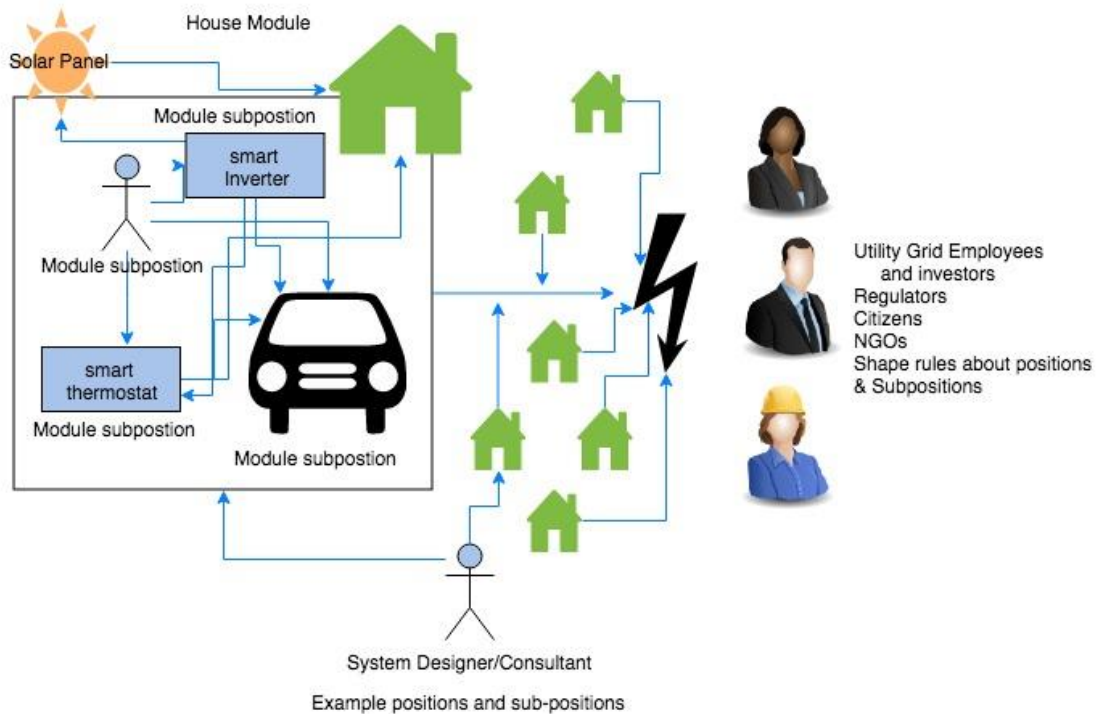 House Module
Solar Panel
Module subpostion
smart
Inverter
Module subpostion
smart
thermostat
Module subpostion
Module subpostion
Utility Grid Employees
and investors
Regulators
Citizens
NGOs
Shape rules about positions
& Subpositions
System Designer/Consultant
Example positions and sub-positions